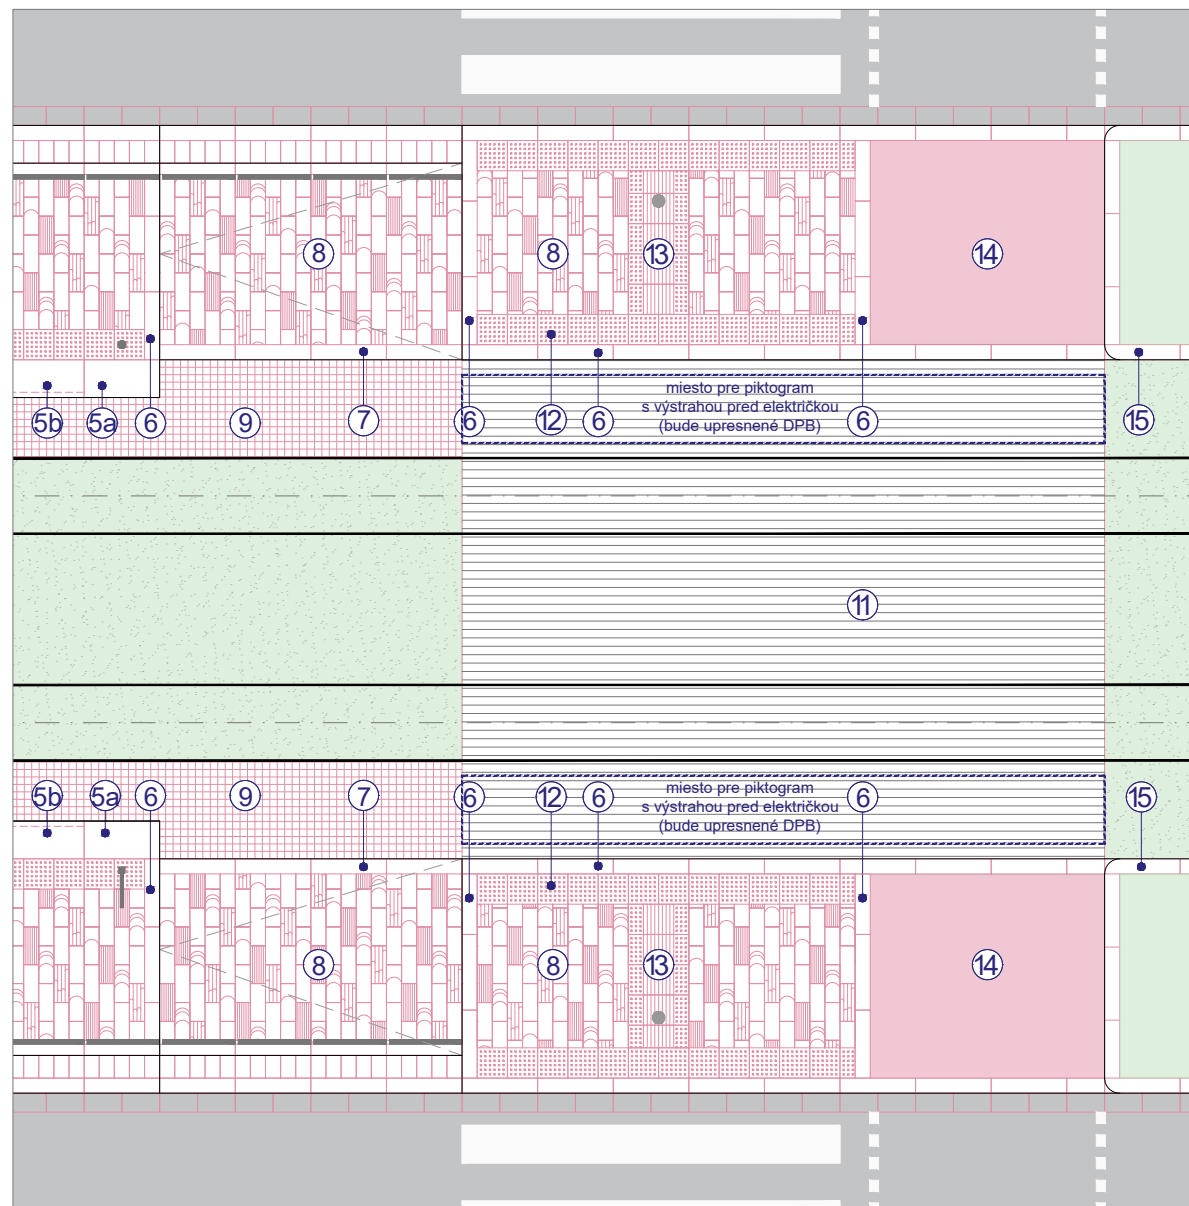 8
8
13
14
5b
5a
6
9
7
6
12
6
6
15
miesto pre piktogram
s výstrahou pred električkou
(bude upresnené DPB)
11
5b
5a
6
9
7
6
12
6
6
15
miesto pre piktogram
s výstrahou pred električkou
(bude upresnené DPB)
8
8
13
14